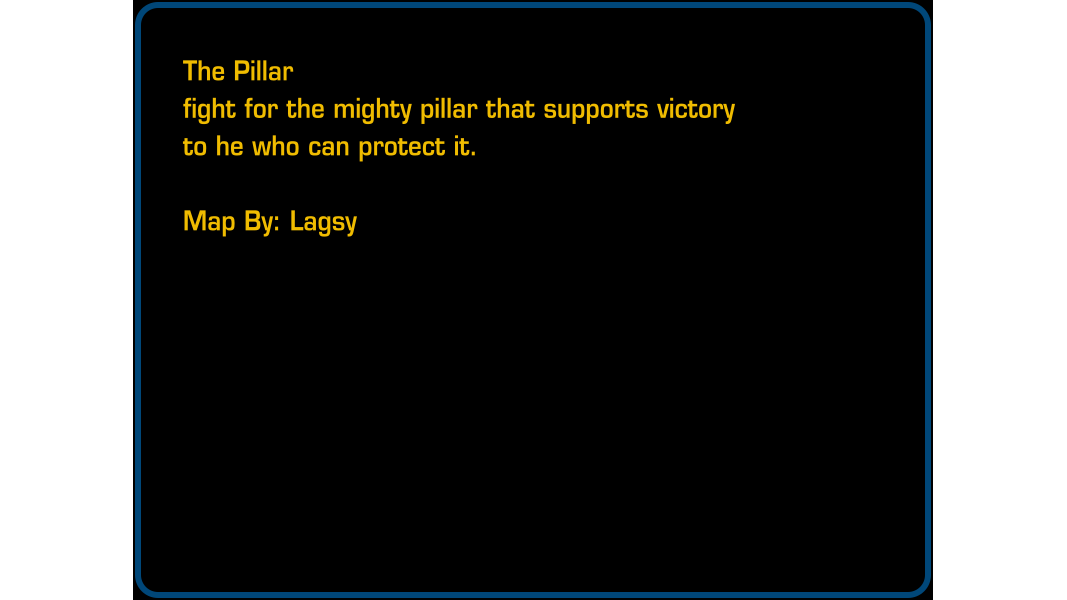 The Pillar
fight for the mighty pillar that supports victory
to he who can protect it.
Map By: Lagsy